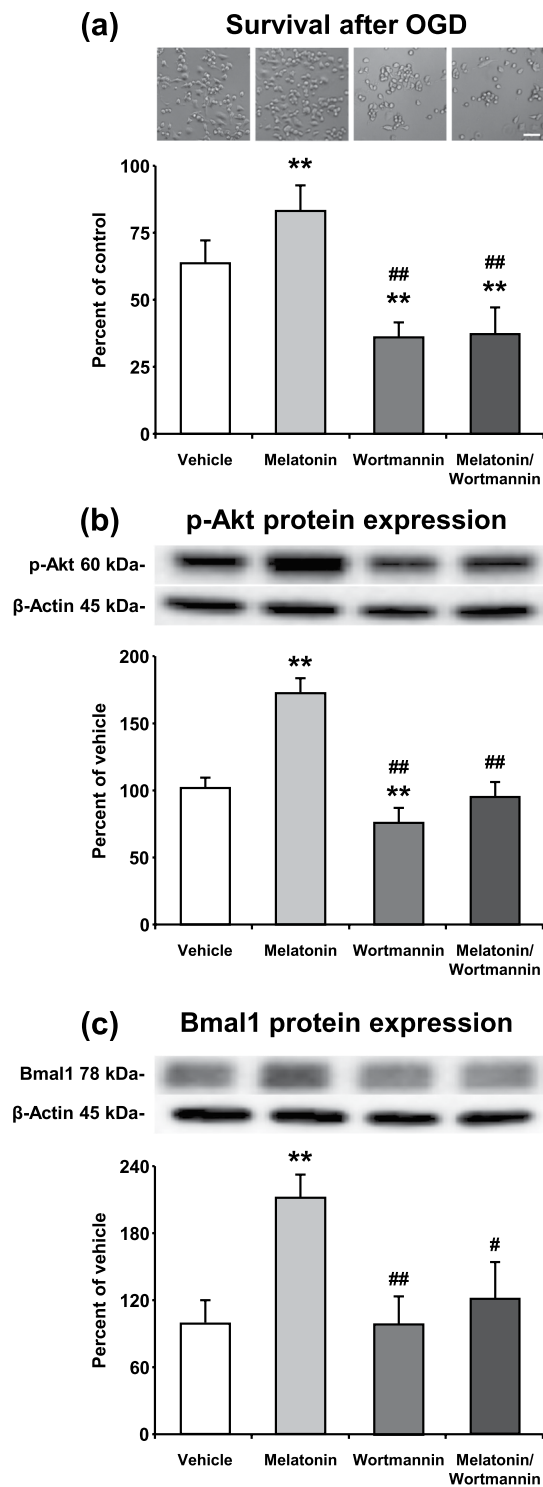 (a) Survival after OGD
Percent of control
100
75
50
25
0
**
##
**
##
**
Vehicle Melatonin Wortmannin Melatonin/
Wortmannin
(b) p-Akt protein expression
p-Akt 60 kDa-
β-Actin 45 kDa-
Percent of vehicle
200
150
100
50
0
**
##
**
##
Vehicle Melatonin Wortmannin Melatonin/
Wortmannin
(c) Bmal1 protein expression
Bmal1 78 kDa-
β-Actin 45 kDa-
Percent of vehicle
240
180
120
60
0
**
##
#
Vehicle Melatonin Wortmannin Melatonin/
Wortmannin